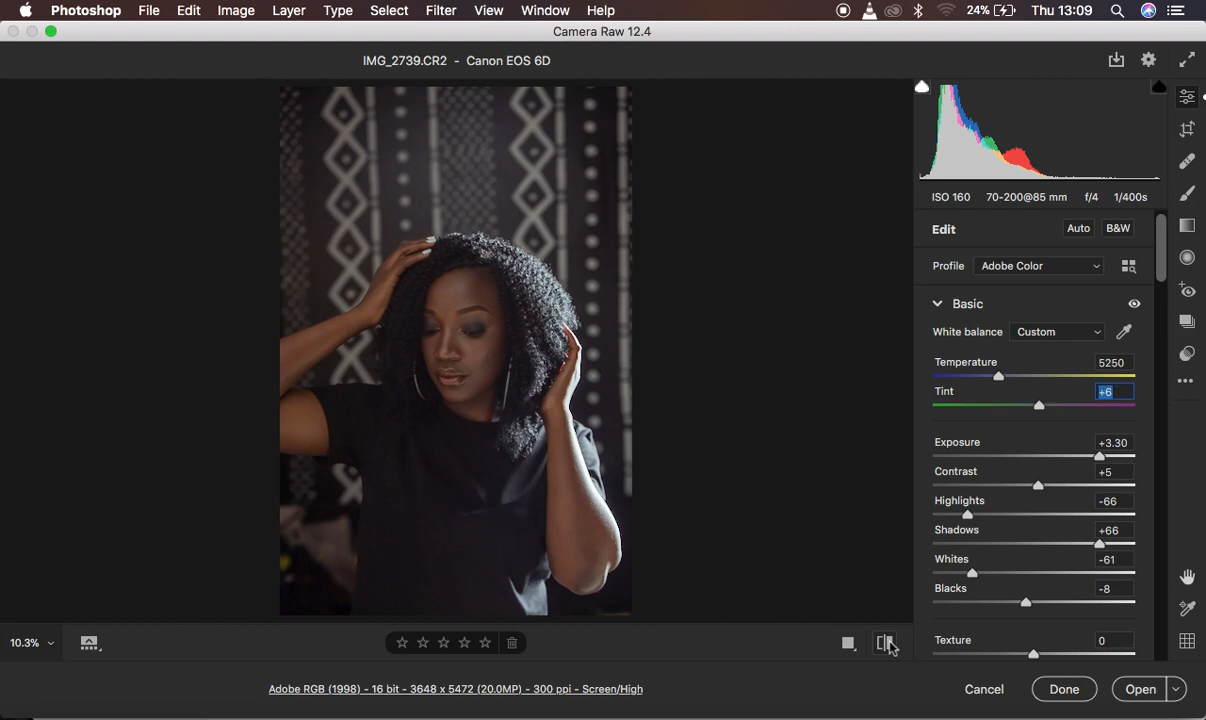 Photoshop File Edit Image Layer Type Select Filter View Window Help 24% Thu 13:09
Camera Raw 12.4
IMG_2739.CR2 - Canon EOS 6D
ISO 160 70-200@85 mm f/4 1/400s
Edit Auto B&W
Profile Adobe Color
Basic
White balance Custom
Temperature 5250
Tint +6
Exposure +3.30
Contrast +5
Highlights -66
Shadows +66
Whites -61
Blacks -8
Texture 0
10.3%
Adobe RGB (1998) - 16 bit - 3648 x 5472 (20.0MP) - 300 ppi - Screen/High
Cancel Done Open